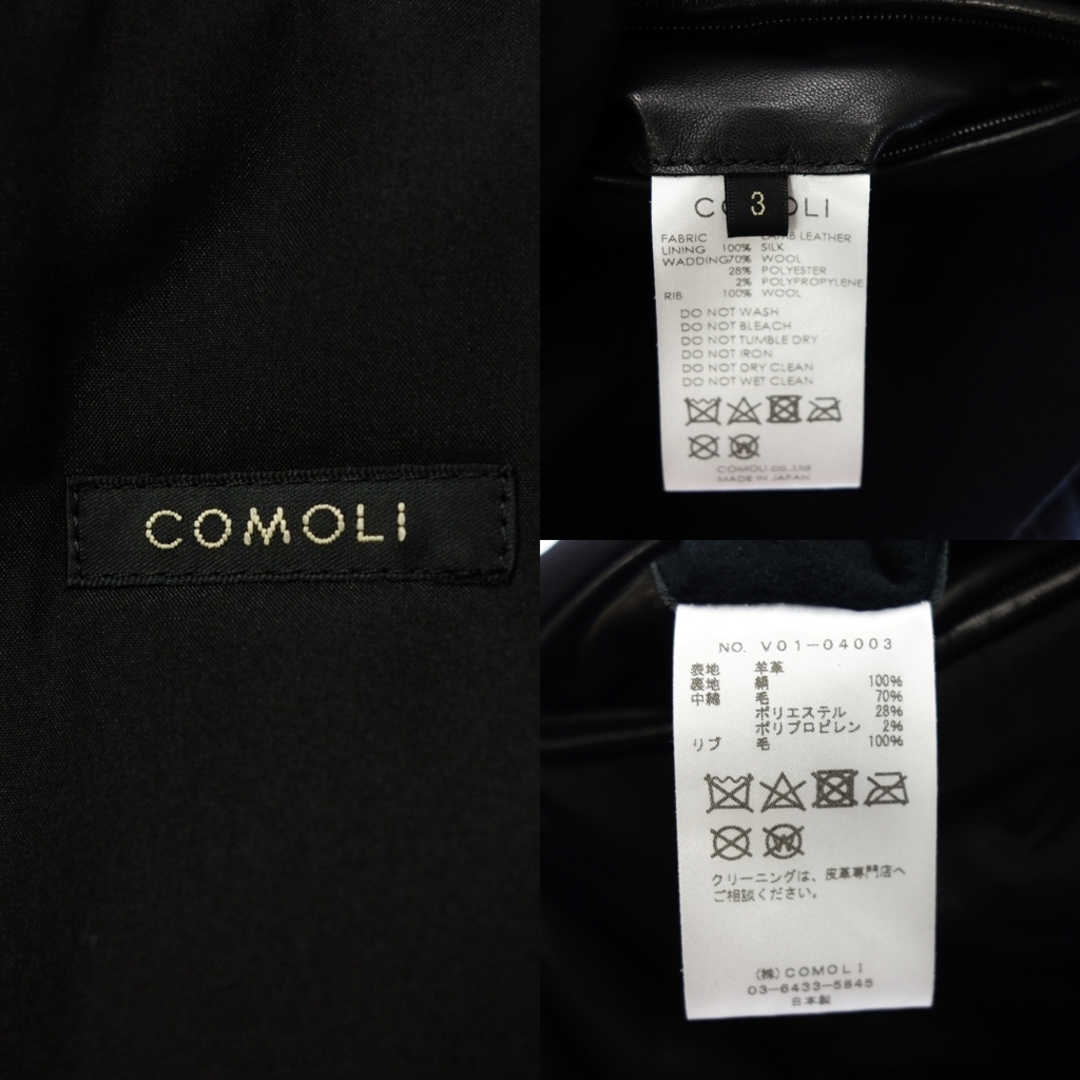 COMOLI
3
FABRIC LAMB LEATHER
LINING 100% SILK
WADDING 70% WOOL
28% POLYESTER
2% POLYPROPYLENE
RIB 100% WOOL
DO NOT WASH
DO NOT BLEACH
DO NOT TUMBLE DRY
DO NOT IRON
DO NOT DRY CLEAN
DO NOT WET CLEAN
W
COMOLI co.,Ltd
MADE IN JAPAN
NO. V01-04003
表地 羊革
裏地 絹 100%
中綿 毛 70%
ポリエステル 28%
ポリプロピレン 2%
リブ 毛 100%
W
クリーニングは、皮革専門店へ
ご相談ください。
(株)COMOLI
03-6433-5845
日本製